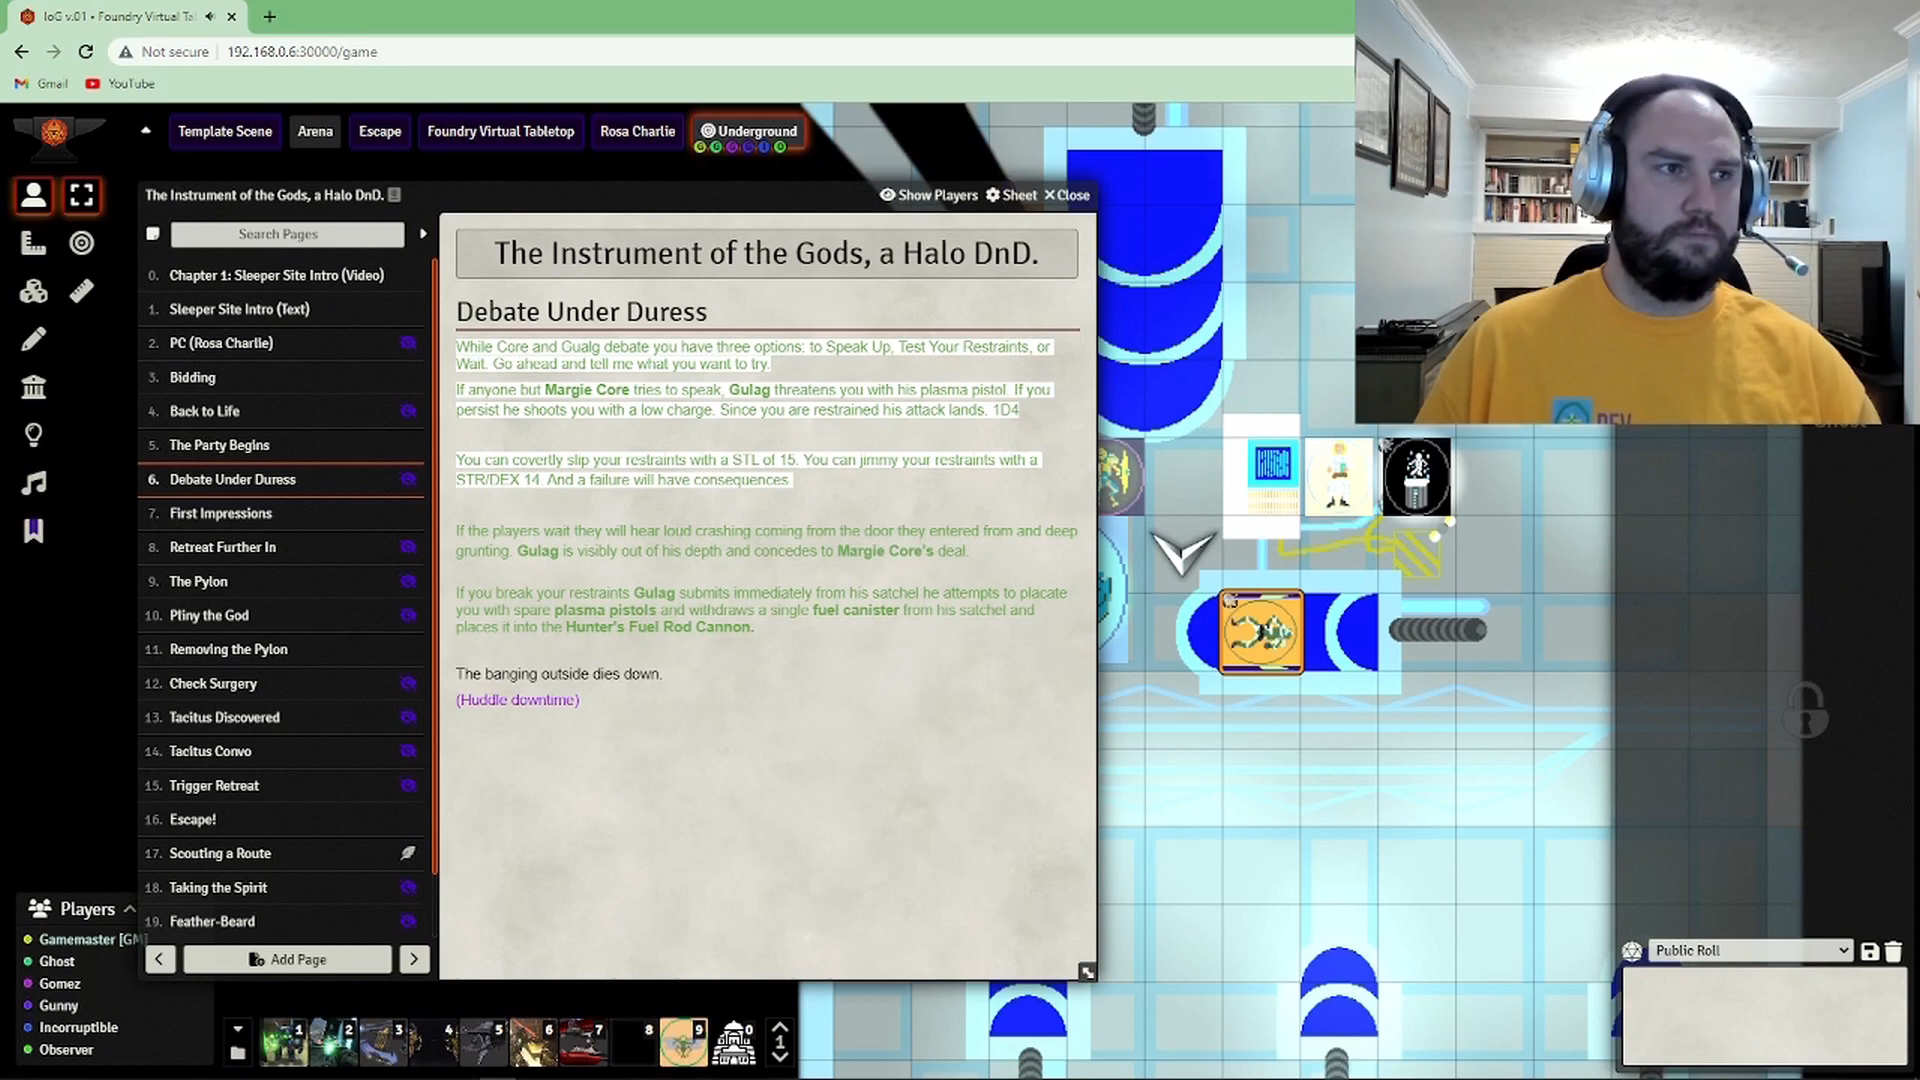 IoG v.01 • Foundry Virtual Ta
Not secure 192.168.0.6:30000/game
Gmail YouTube
Template Scene Arena Escape Foundry Virtual Tabletop Rosa Charlie Underground
G G G G I O
The Instrument of the Gods, a Halo DnD. Show Players Sheet Close
Search Pages
0. Chapter 1: Sleeper Site Intro (Video)
1. Sleeper Site Intro (Text)
2. PC (Rosa Charlie)
3. Bidding
4. Back to Life
5. The Party Begins
6. Debate Under Duress
7. First Impressions
8. Retreat Further In
9. The Pylon
10. Pliny the God
11. Removing the Pylon
12. Check Surgery
13. Tacitus Discovered
14. Tacitus Convo
15. Trigger Retreat
16. Escape!
17. Scouting a Route
18. Taking the Spirit
19. Feather-Beard
Add Page
The Instrument of the Gods, a Halo DnD.
Debate Under Duress
While Core and Gualg debate you have three options: to Speak Up, Test Your Restraints, or
Wait. Go ahead and tell me what you want to try.
If anyone but Margie Core tries to speak, Gulag threatens you with his plasma pistol. If you
persist he shoots you with a low charge. Since you are restrained his attack lands. 1D4
You can covertly slip your restraints with a STL of 15. You can jimmy your restraints with a
STR/DEX 14. And a failure will have consequences.
If the players wait they will hear loud crashing coming from the door they entered from and deep
grunting. Gulag is visibly out of his depth and concedes to Margie Core's deal.
If you break your restraints Gulag submits immediately from his satchel he attempts to placate
you with spare plasma pistols and withdraws a single fuel canister from his satchel and
places it into the Hunter's Fuel Rod Cannon.
The banging outside dies down.
(Huddle downtime)
Players
Gamemaster [GM
Ghost
Gomez
Gunny
Incorruptible
Observer
1 2 3 4 5 6 7 8 9 0
1
Public Roll